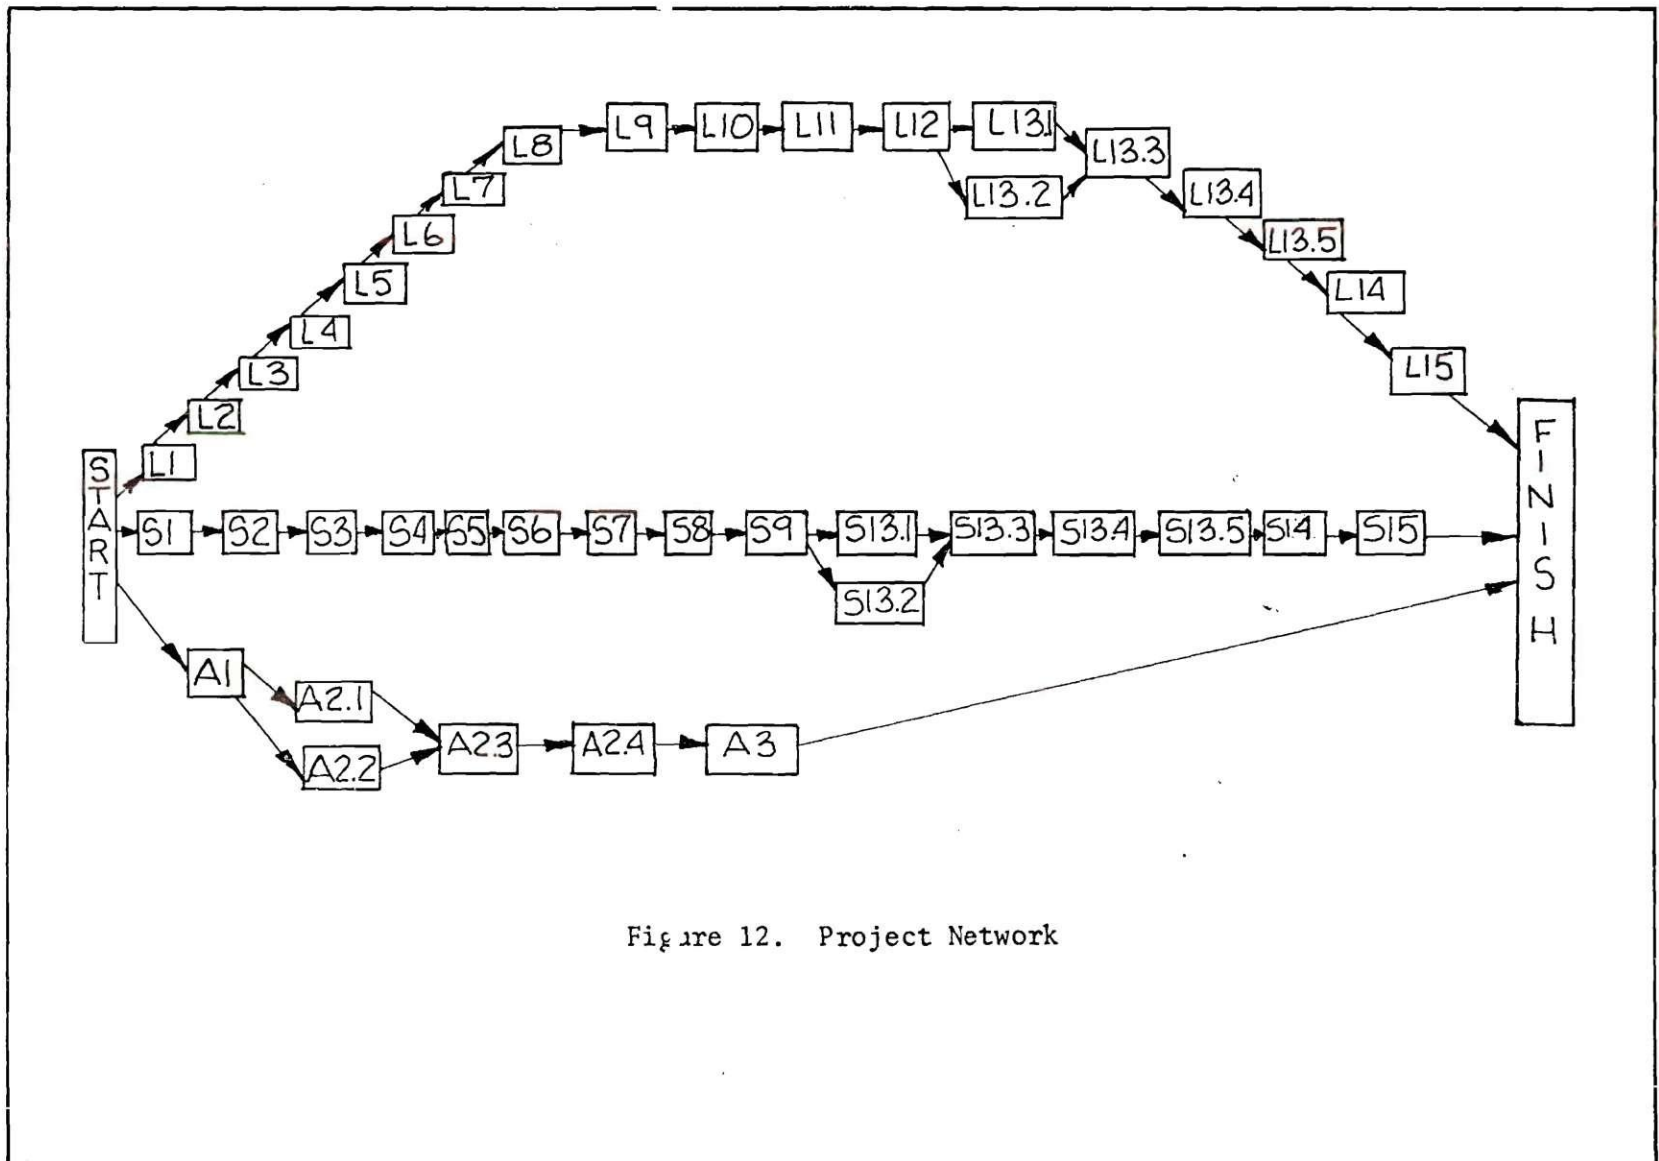 START
L1
L2
L3
L4
L5
L6
L7
L8
L9
L10
L11
L12
L13.1
L13.2
L13.3
L13.4
L13.5
L14
L15
S1
S2
S3
S4
S5
S6
S7
S8
S9
S13.1
S13.2
S13.3
S13.4
S13.5
S14
S15
A1
A2.1
A2.2
A2.3
A2.4
A3
FINISH
Figure 12. Project Network